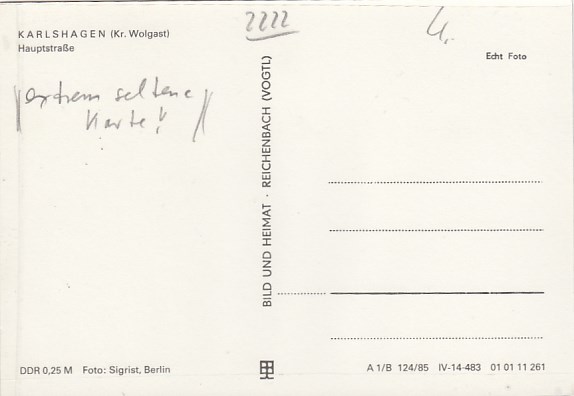 KARLSHAGEN (Kr. Wolgast)
Hauptstraße
2222
Echt Foto
extrem seltene
Karte!
BILD UND HEIMAT · REICHENBACH (VOGTL)
DDR 0,25 M Foto: Sigrist, Berlin
A 1/B 124/85 IV-14-483 01 01 11 261